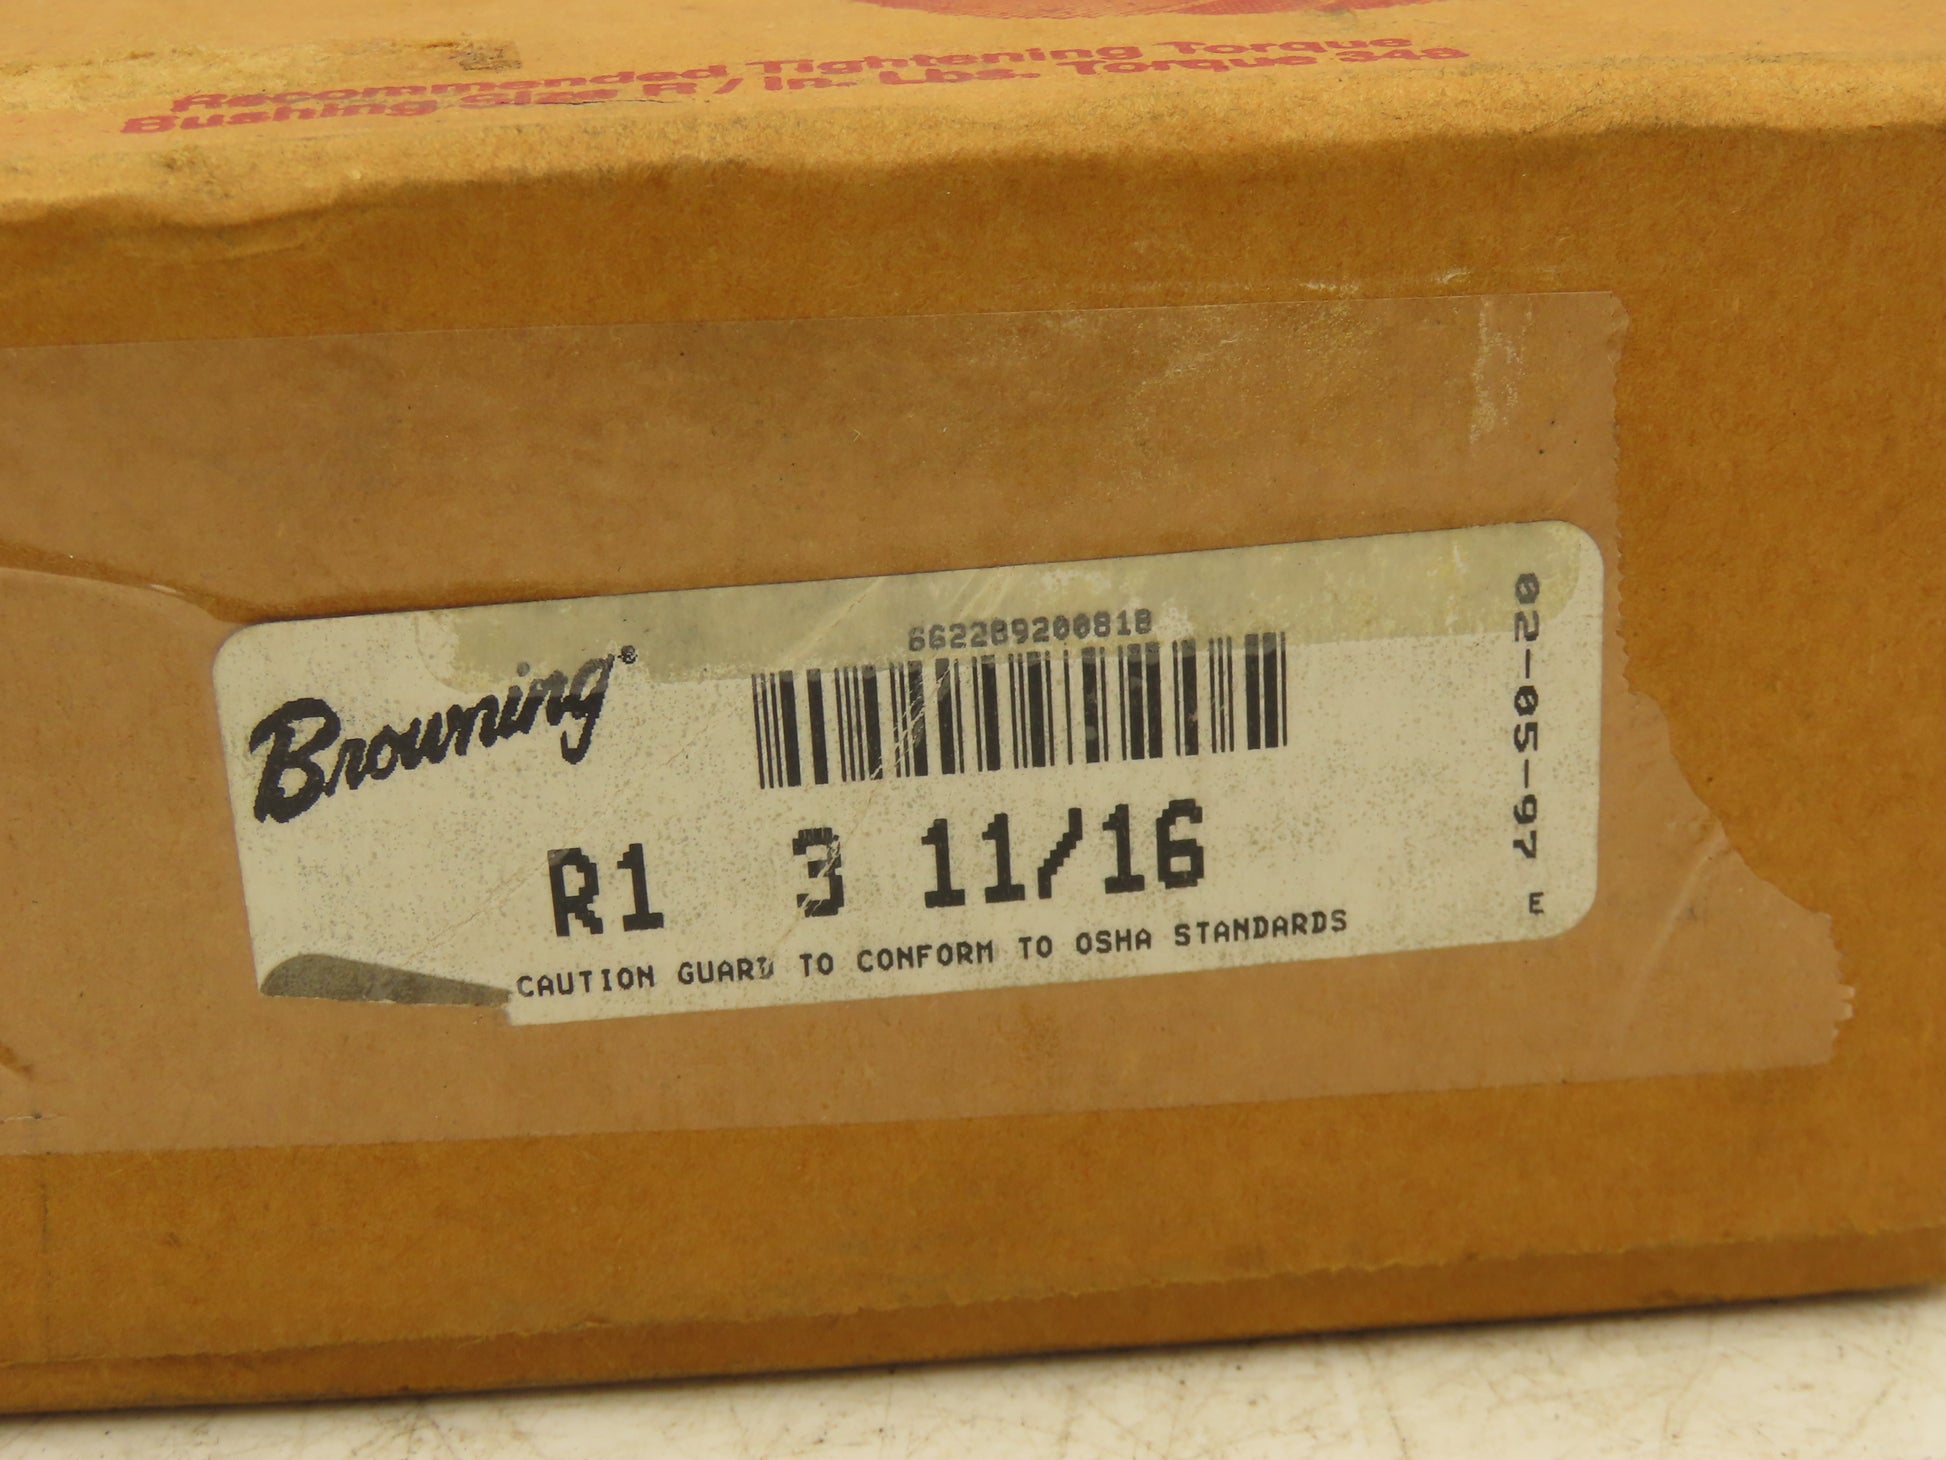 Recommended Tightening Torque
Bushing Size R / In. Lbs. Torque 348
662289200818
Browning®
R1 3 11/16
CAUTION GUARD TO CONFORM TO OSHA STANDARDS
02-05-97 E